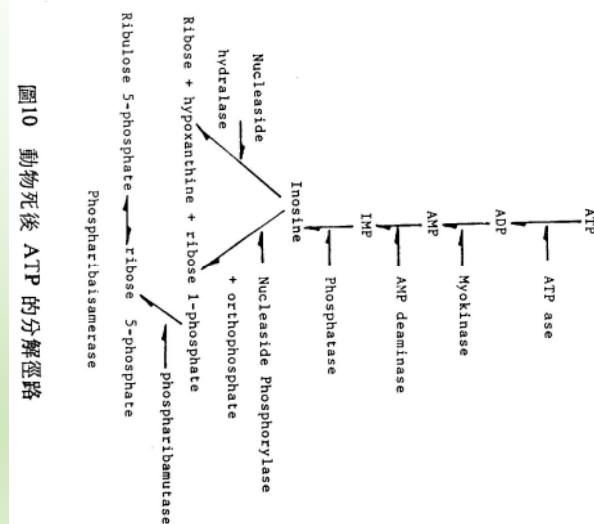 ATP
ATP ase
ADP
Myokinase
AMP
AMP deaminase
IMP
Phosphatase
Inosine
Nucleaside
hydralase
Nucleaside Phosphorylase
+ orthophosphate
Ribose + hypoxanthine + ribose 1-phosphate
phospharibamutase
Ribulose 5-phosphate
ribose 5-phosphate
Phospharibaisamerase
圖10 動物死後 ATP 的分解徑路